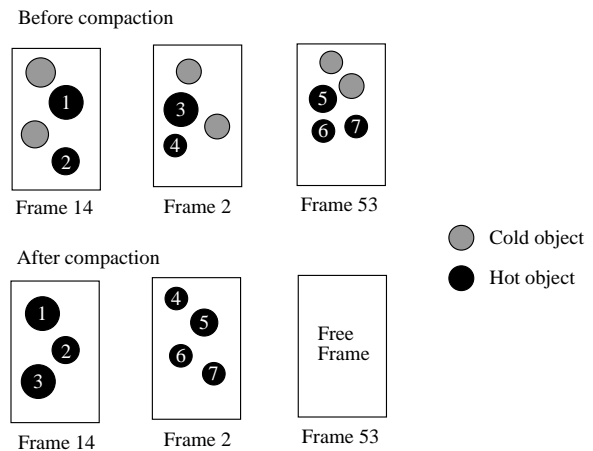 Before compaction
1
2
3
4
5
6
7
Frame 14
Frame 2
Frame 53
Cold object
Hot object
After compaction
1
2
3
4
5
6
7
Free
Frame
Frame 14
Frame 2
Frame 53